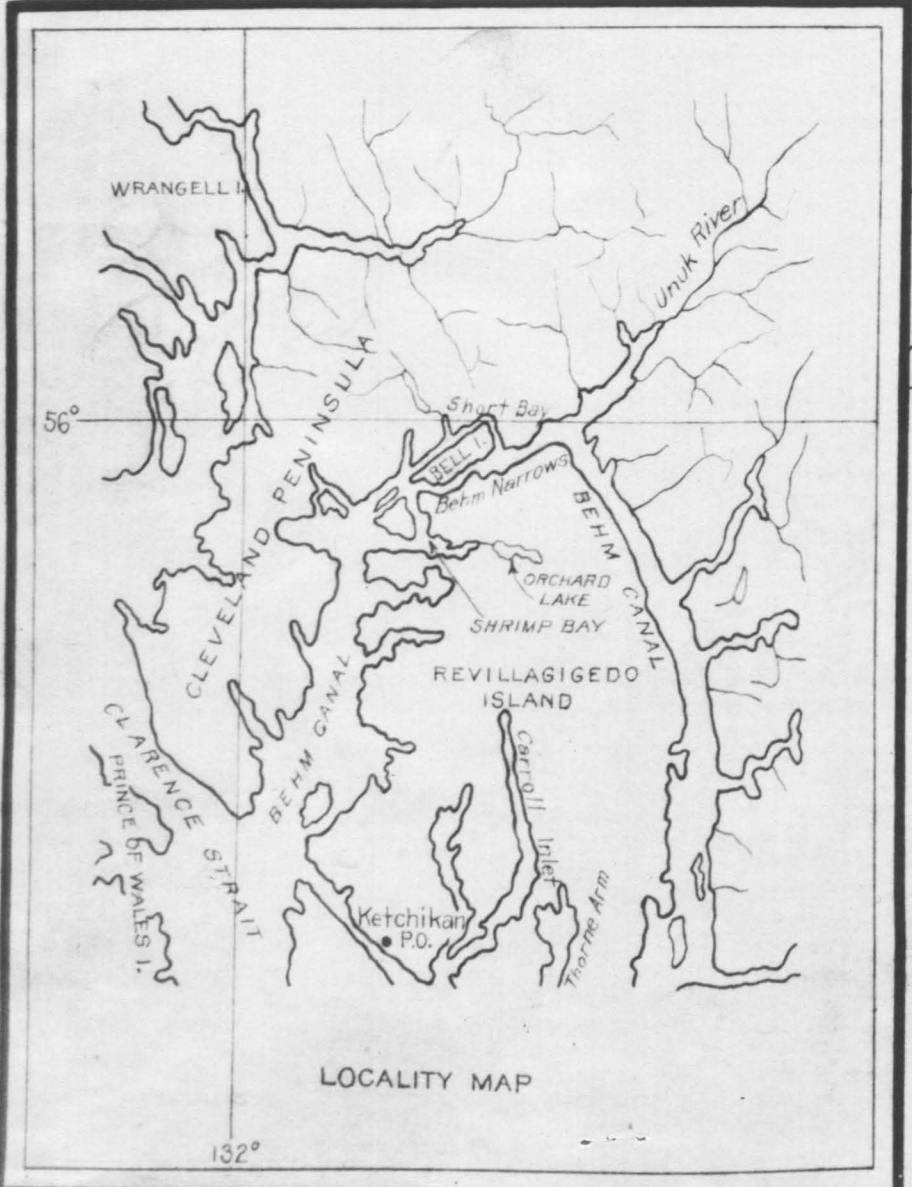 WRANGELL I.
Unuk River
56°
Short Bay
BELL I.
Behm Narrows
CLEVELAND PENINSULA
BEHM CANAL
ORCHARD
LAKE
SHRIMP BAY
REVILLAGIGEDO
ISLAND
BEHM CANAL
Carroll Inlet
CLARENCE STRAIT
PRINCE OF WALES I.
Ketchikan
P.O.
Thorne Arm
LOCALITY MAP
132°